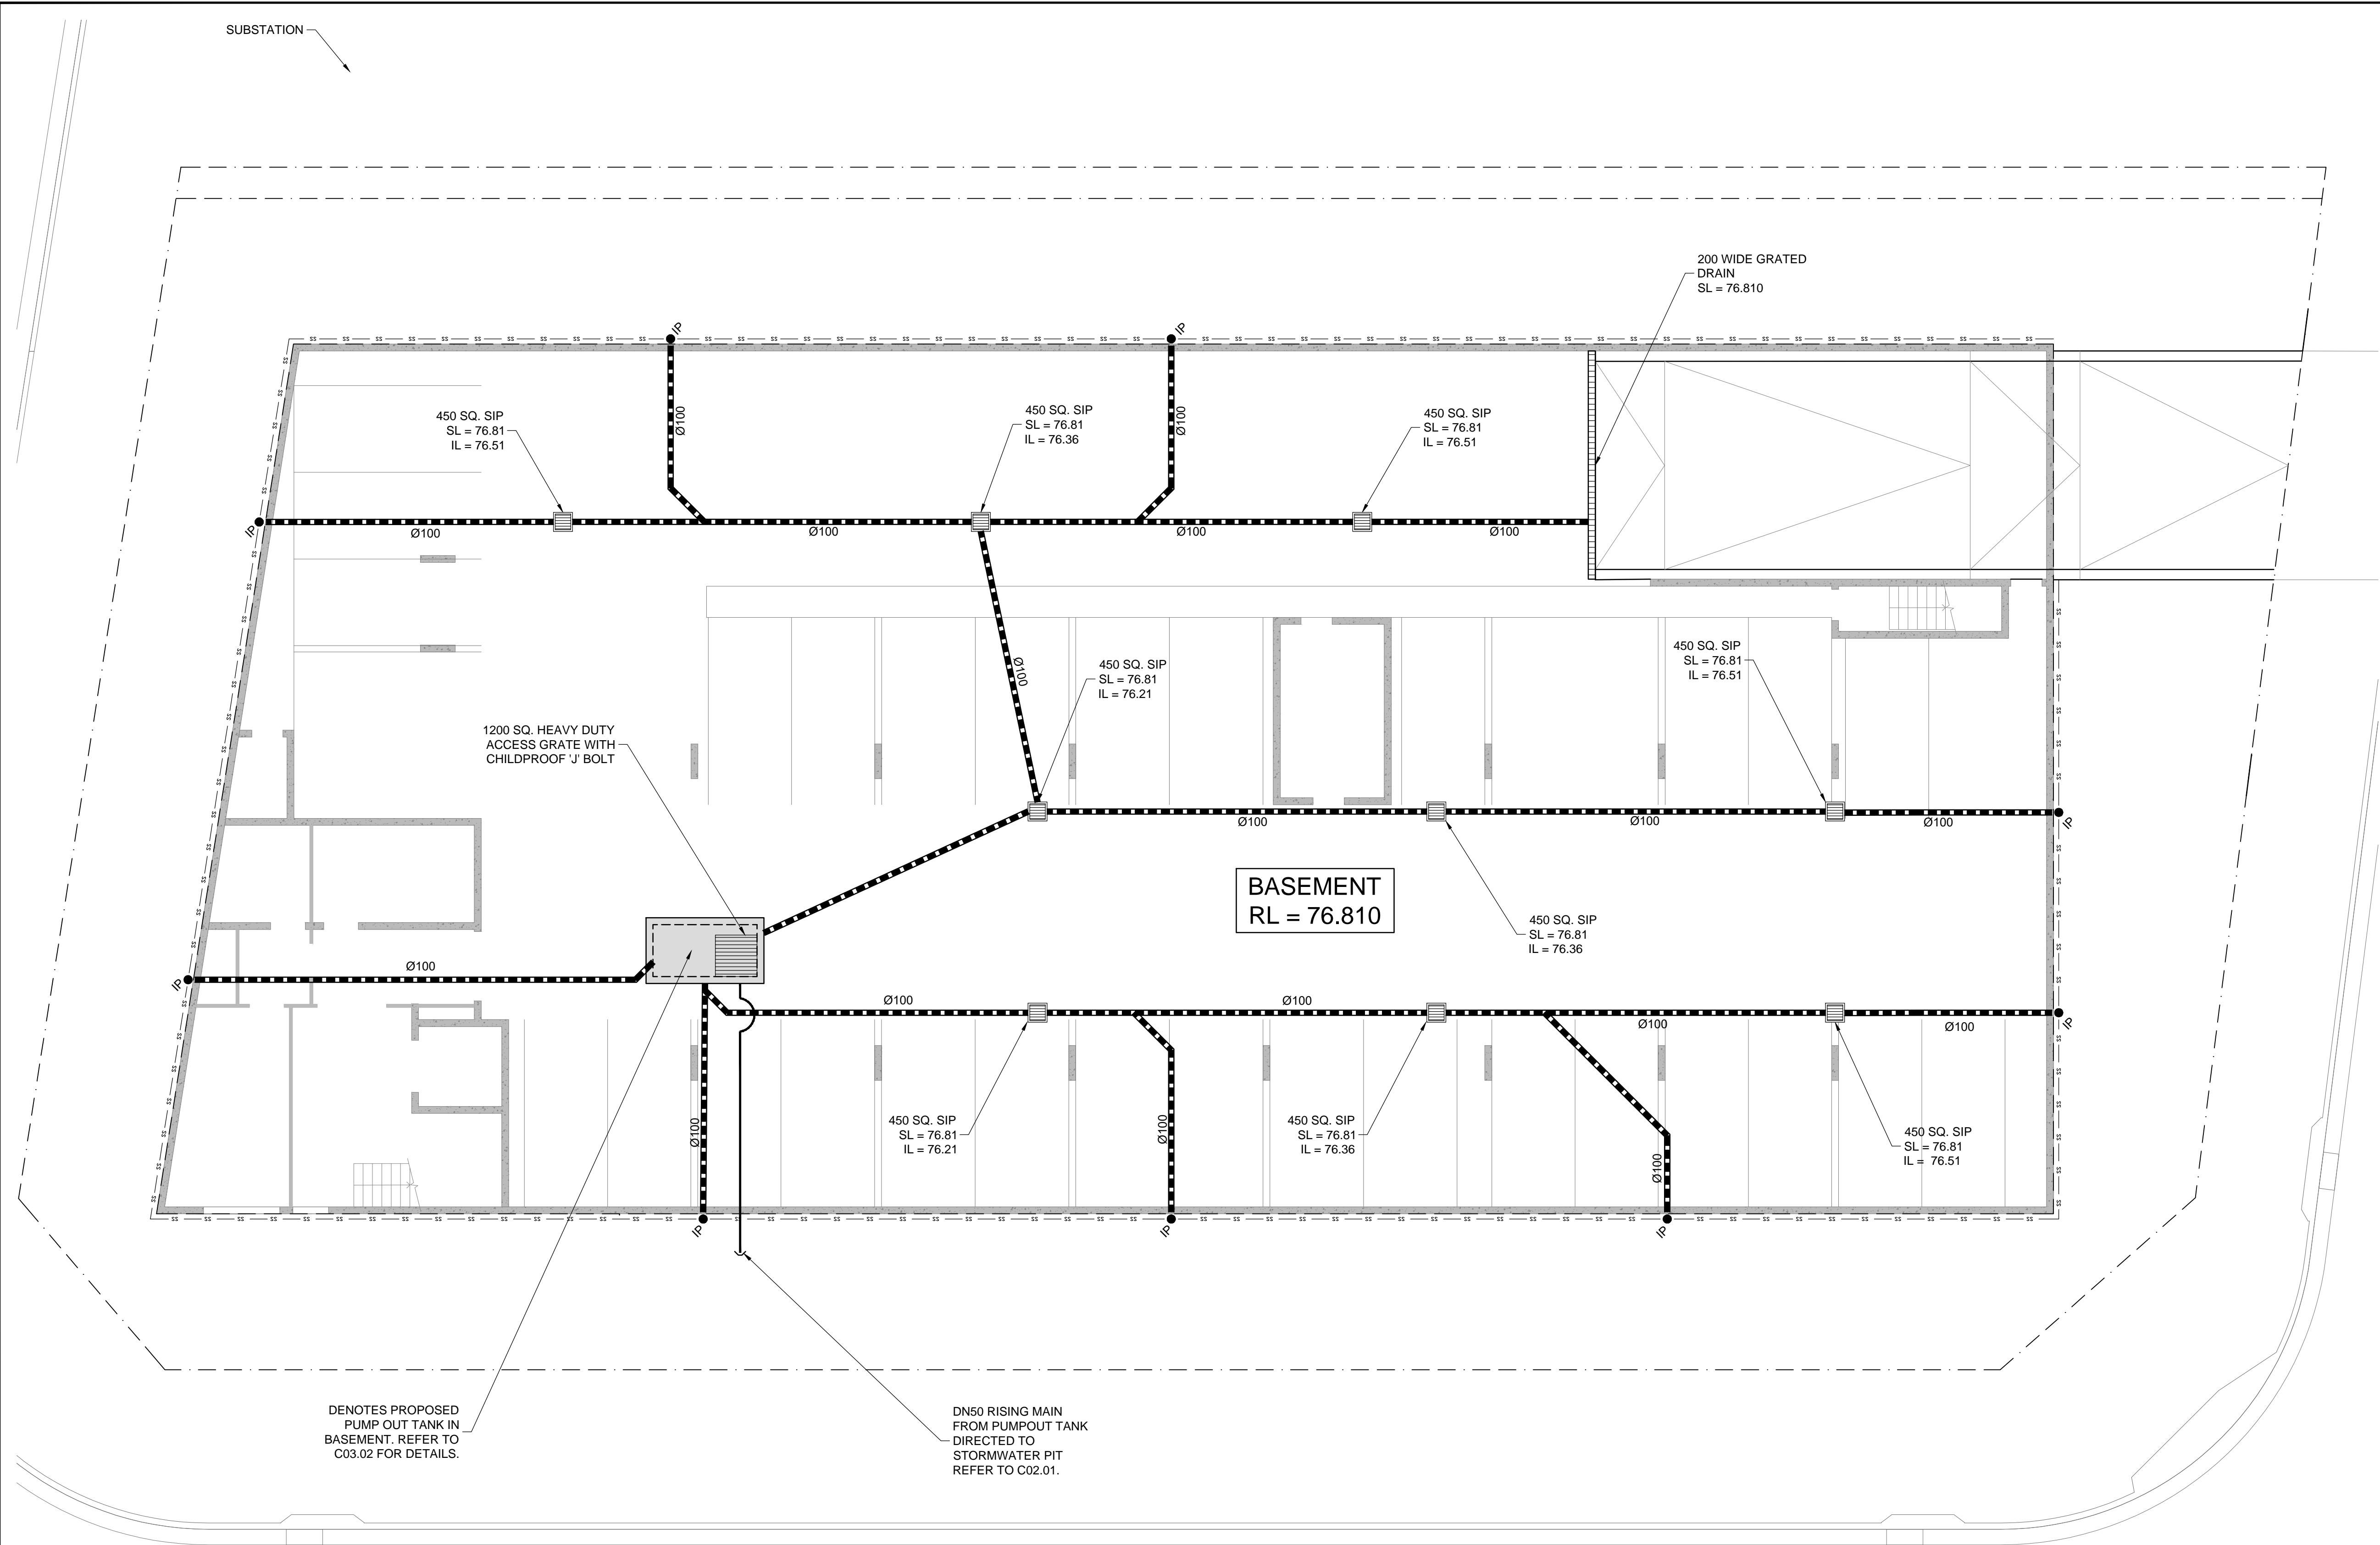 SUBSTATION
200 WIDE GRATED
DRAIN
SL = 76.810
IP
IP
450 SQ. SIP
SL = 76.81
IL = 76.51
Ø100
450 SQ. SIP
SL = 76.81
IL = 76.36
Ø100
450 SQ. SIP
SL = 76.81
IL = 76.51
IP
Ø100
Ø100
Ø100
Ø100
Ø100
450 SQ. SIP
SL = 76.81
IL = 76.21
450 SQ. SIP
SL = 76.81
IL = 76.51
1200 SQ. HEAVY DUTY
ACCESS GRATE WITH
CHILDPROOF 'J' BOLT
Ø100
Ø100
Ø100
IP
BASEMENT
RL = 76.810
450 SQ. SIP
SL = 76.81
IL = 76.36
IP
Ø100
Ø100
Ø100
Ø100
Ø100
IP
Ø100
450 SQ. SIP
SL = 76.81
IL = 76.21
Ø100
450 SQ. SIP
SL = 76.81
IL = 76.36
Ø100
450 SQ. SIP
SL = 76.81
IL = 76.51
IP
IP
IP
DENOTES PROPOSED
PUMP OUT TANK IN
BASEMENT. REFER TO
C03.02 FOR DETAILS.
DN50 RISING MAIN
FROM PUMPOUT TANK
DIRECTED TO
STORMWATER PIT
REFER TO C02.01.